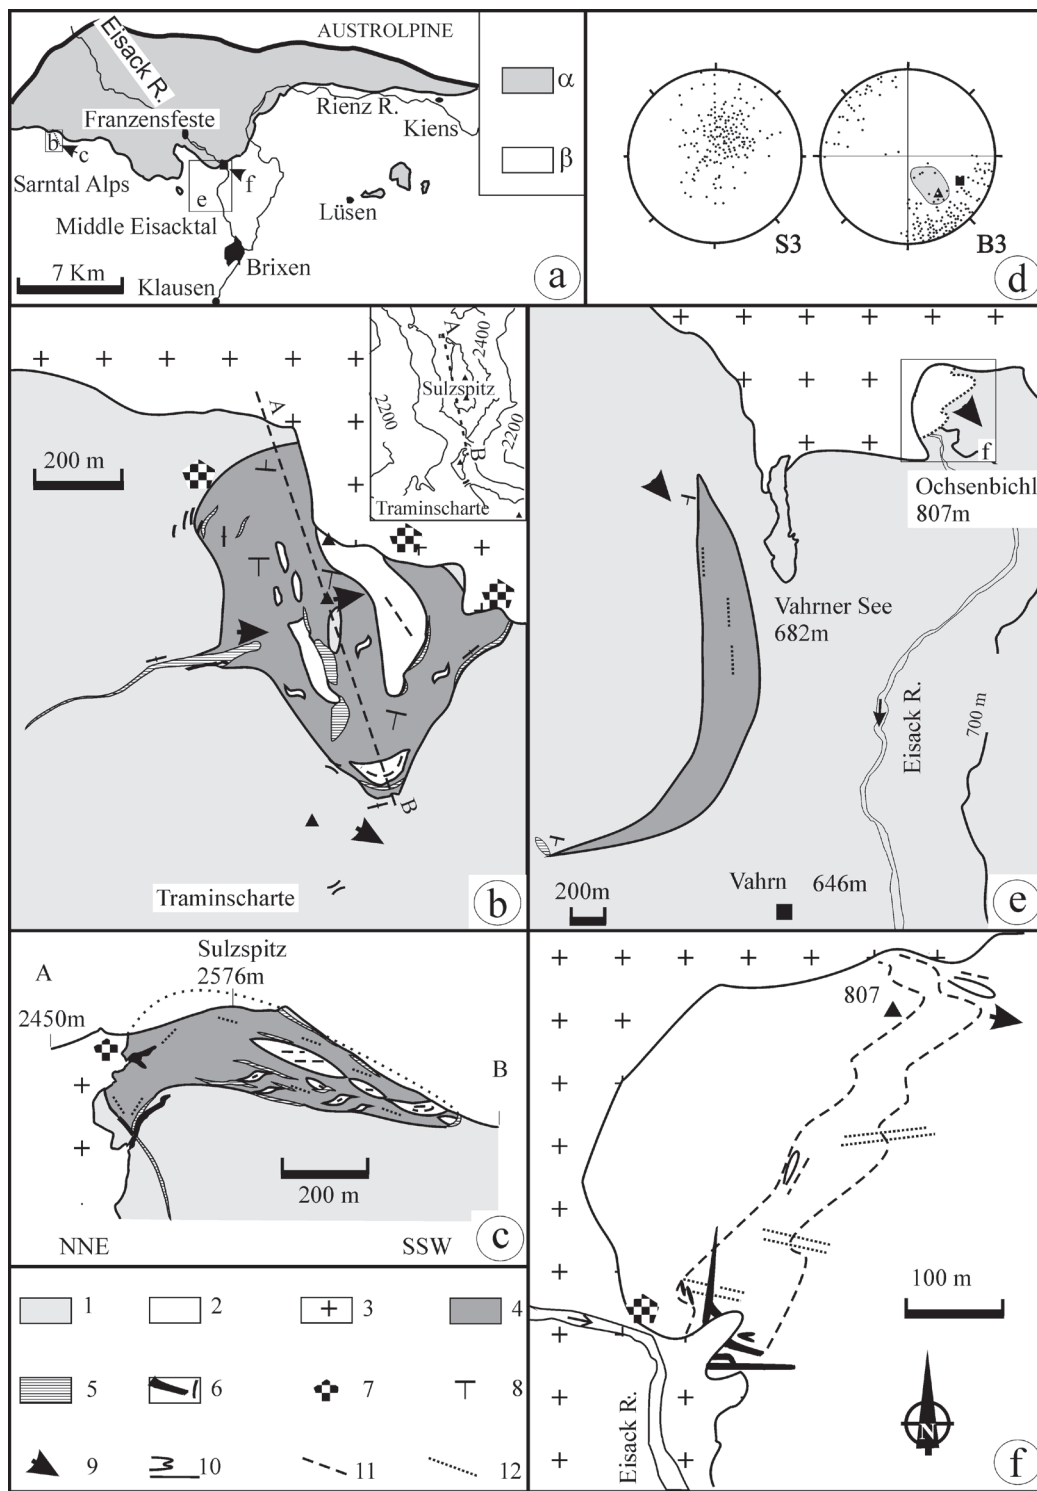 AUSTROLPINE
Eisack R.
α
Rienz R.
Franzensfeste
Kiens
b
c
β
Sarntal Alps
f
e
Lüsen
Middle Eisacktal
Brixen
7 Km
Klausen
a
S3
B3
d
A
2400
Sulzspitz
2200
2200
B
Traminscharte
A
200 m
B
Traminscharte
b
f
Ochsenbichl
807m
Vahrner See
682m
Eisack R.
700 m
Vahrn 646m
200m
e
Sulzspitz
2576m
A
2450m
B
200 m
c
NNE SSW
807
100 m
Eisack R.
N
f
1 2 3 4
5 6 7 8
9 10 11 12